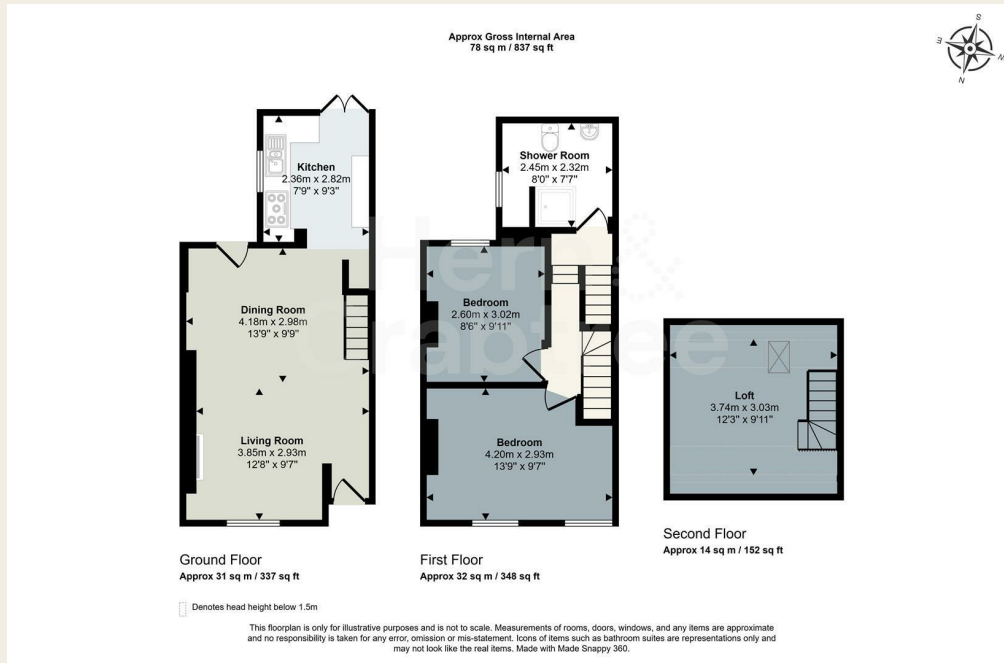 Approx Gross Internal Area
78 sq m / 837 sq ft
S
E
W
N
Kitchen
2.36m x 2.82m
7'9" x 9'3"
Dining Room
4.18m x 2.98m
13'9" x 9'9"
Living Room
3.85m x 2.93m
12'8" x 9'7"
Ground Floor
Approx 31 sq m / 337 sq ft
Shower Room
2.45m x 2.32m
8'0" x 7'7"
Bedroom
2.60m x 3.02m
8'6" x 9'11"
Bedroom
4.20m x 2.93m
13'9" x 9'7"
First Floor
Approx 32 sq m / 348 sq ft
Loft
3.74m x 3.03m
12'3" x 9'11"
Second Floor
Approx 14 sq m / 152 sq ft
Hern &
Crabtree
Denotes head height below 1.5m
This floorplan is only for illustrative purposes and is not to scale. Measurements of rooms, doors, windows, and any items are approximate
and no responsibility is taken for any error, omission or mis-statement. Icons of items such as bathroom suites are representations only and
may not look like the real items. Made with Made Snappy 360.